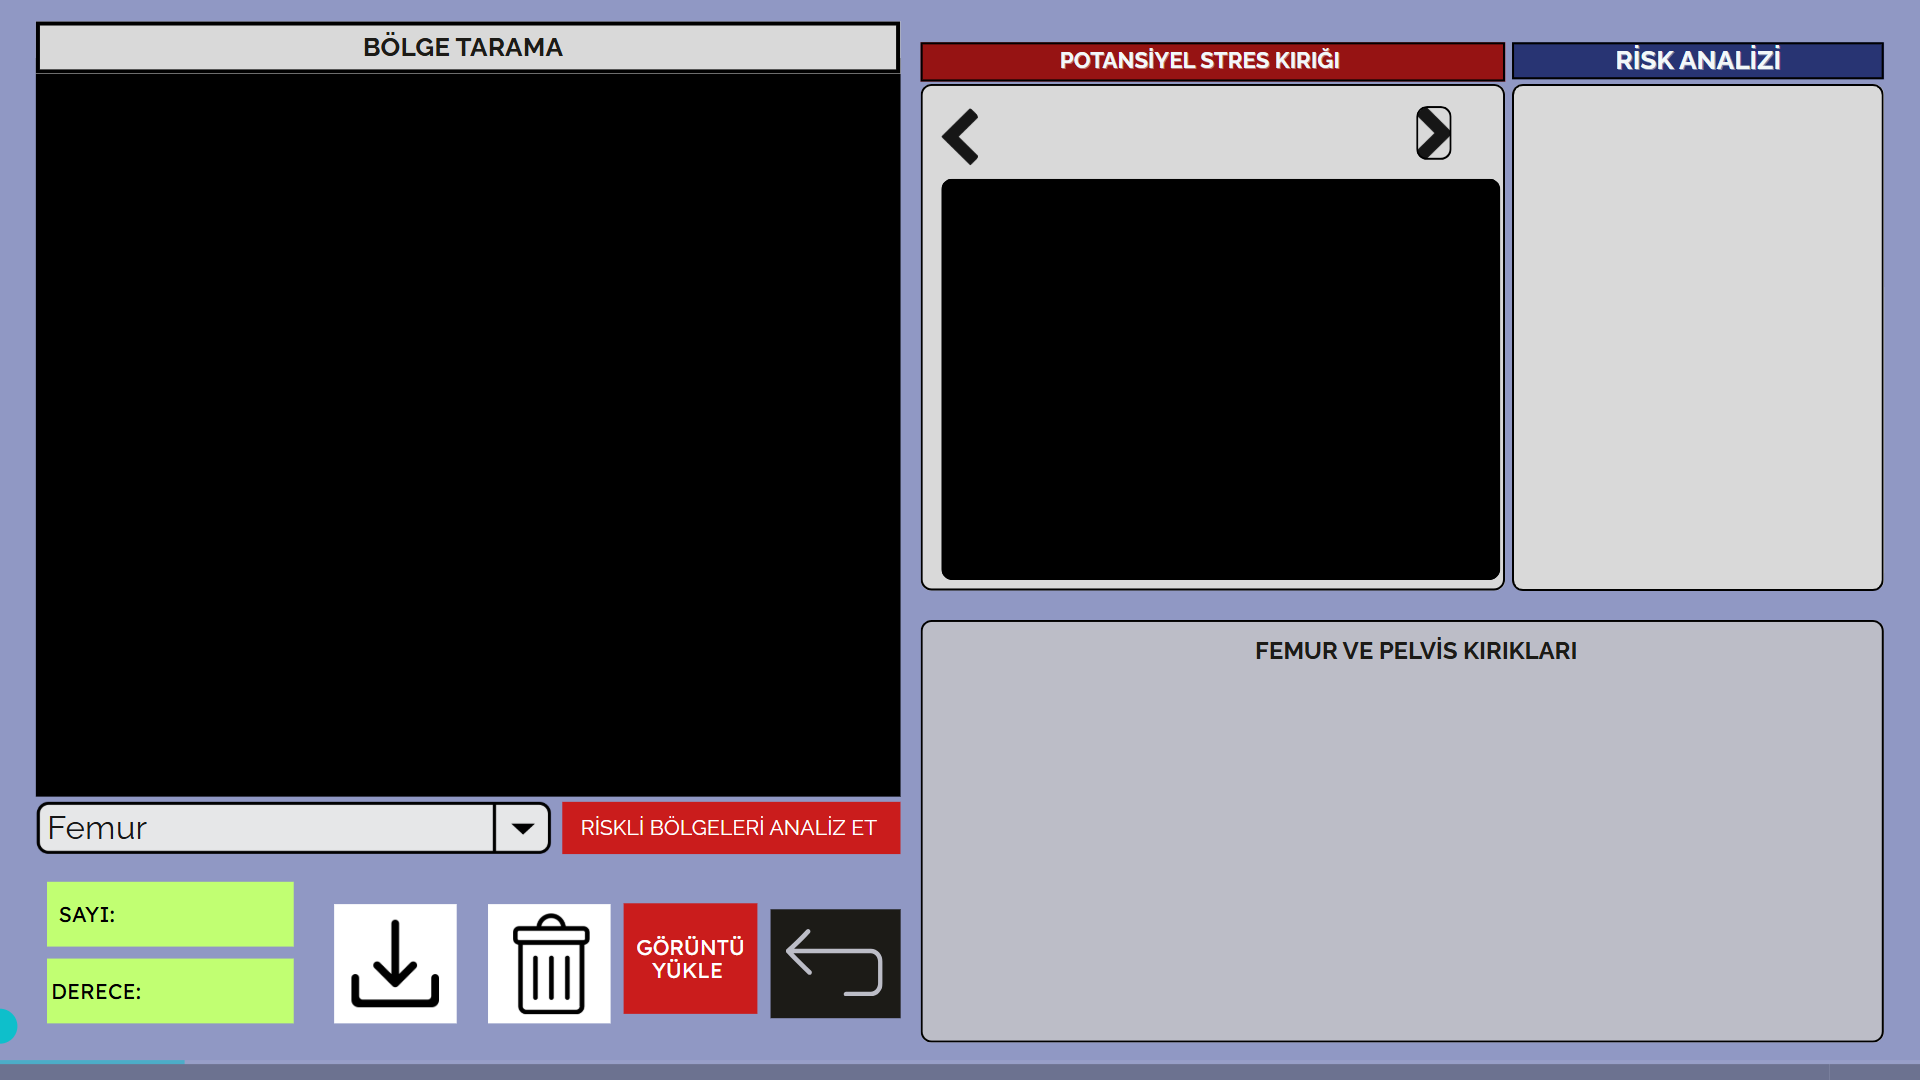 BÖLGE TARAMA
POTANSİYEL STRES KIRIĞI
RİSK ANALİZİ
FEMUR VE PELVİS KIRIKLARI
Femur
RİSKLİ BÖLGELERİ ANALİZ ET
SAYI:
DERECE:
GÖRÜNTÜ
YÜKLE